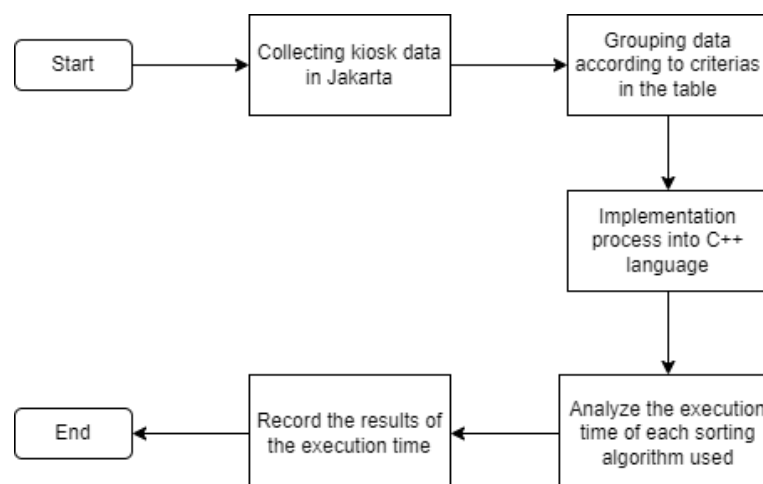 Start
Collecting kiosk data
in Jakarta
Grouping data
according to criterias
in the table
Implementation
process into C++
language
Analyze the execution
time of each sorting
algorithm used
Record the results of
the execution time
End